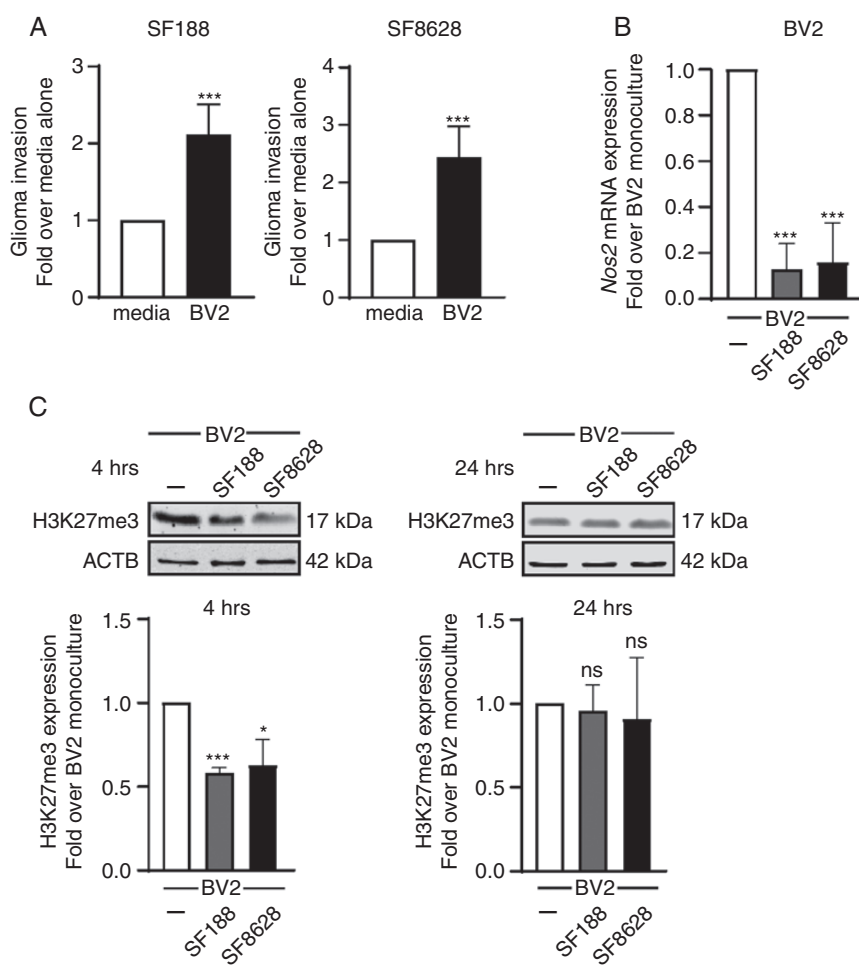 A
SF188
Glioma invasion
Fold over media alone
3
2
1
0
***
media
BV2
SF8628
Glioma invasion
Fold over media alone
4
3
2
1
0
***
media
BV2
B
BV2
Nos2 mRNA expression
Fold over BV2 monoculture
1.0
0.8
0.6
0.4
0.2
0.0
***
***
BV2
–
SF188
SF8628
C
BV2
4 hrs
–
SF188
SF8628
H3K27me3
17 kDa
ACTB
42 kDa
BV2
24 hrs
–
SF188
SF8628
H3K27me3
17 kDa
ACTB
42 kDa
4 hrs
H3K27me3 expression
Fold over BV2 monoculture
1.5
1.0
0.5
0.0
***
*
BV2
–
SF188
SF8628
24 hrs
H3K27me3 expression
Fold over BV2 monoculture
1.5
1.0
0.5
0.0
ns
ns
BV2
–
SF188
SF8628